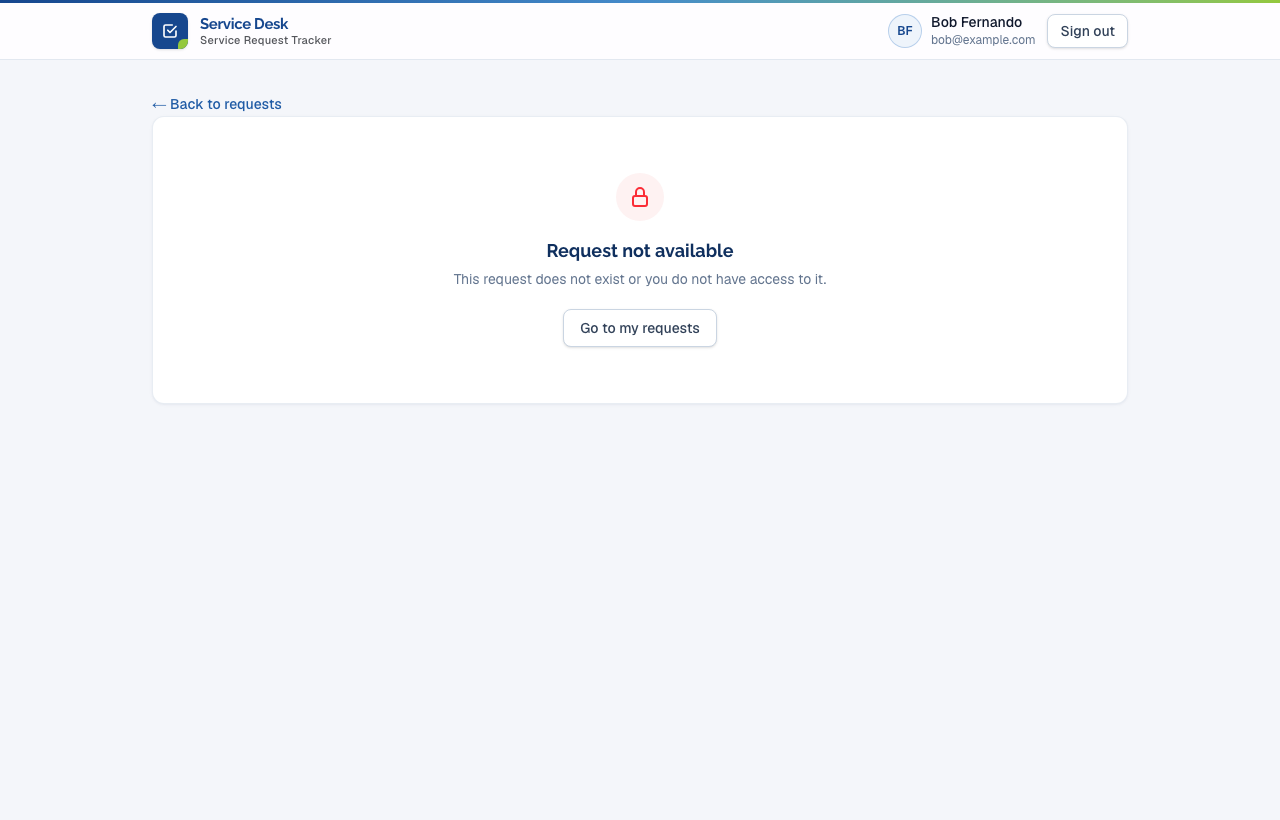 Service Desk
Service Request Tracker
BF
Bob Fernando
bob@example.com
Sign out
← Back to requests
Request not available
This request does not exist or you do not have access to it.
Go to my requests